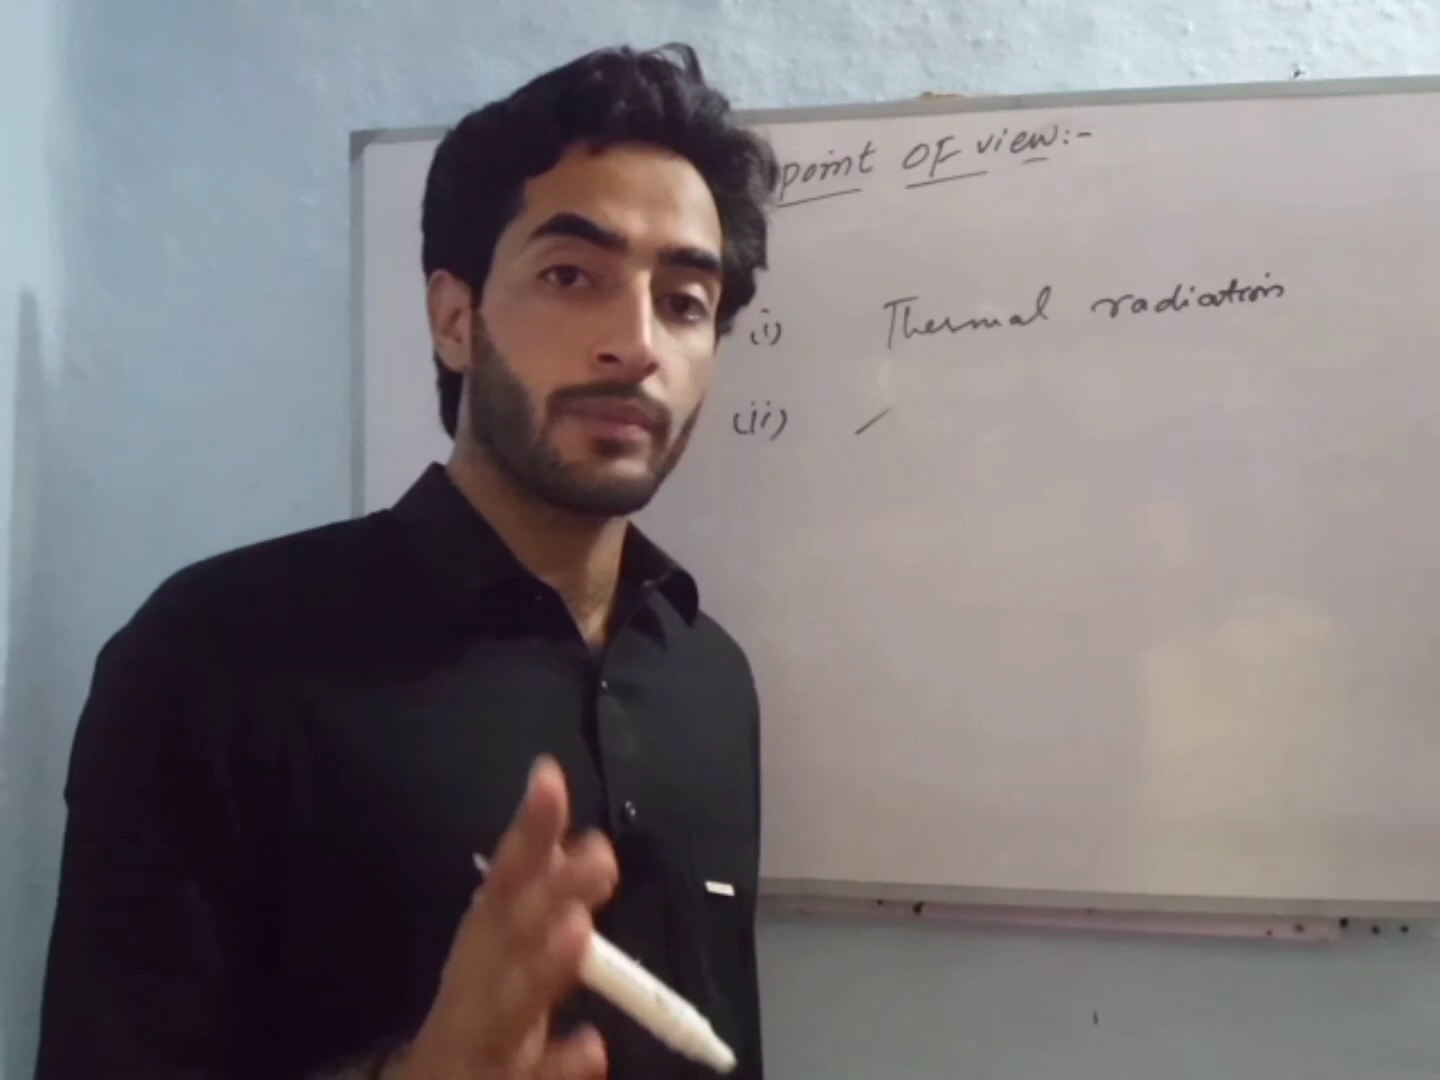 point OF view:-
(i) Thermal radiation
(ii)